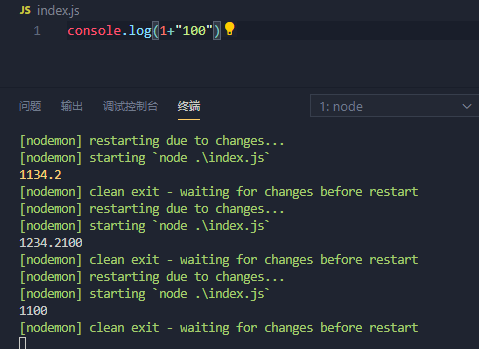 JS index.js
1 console.log(1+"100")
问题 输出 调试控制台 终端 1: node
[nodemon] restarting due to changes...
[nodemon] starting `node .\index.js`
1134.2
[nodemon] clean exit - waiting for changes before restart
[nodemon] restarting due to changes...
[nodemon] starting `node .\index.js`
1234.2100
[nodemon] clean exit - waiting for changes before restart
[nodemon] restarting due to changes...
[nodemon] starting `node .\index.js`
1100
[nodemon] clean exit - waiting for changes before restart